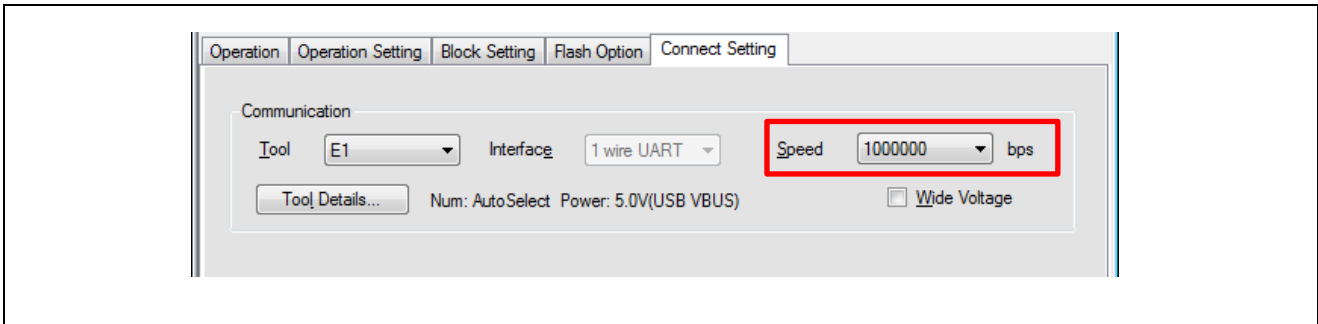 Operation Operation Setting Block Setting Flash Option Connect Setting
Communication
Tool E1 Interface 1 wire UART Speed 1000000 bps
Tool Details... Num: AutoSelect Power: 5.0V(USB VBUS) Wide Voltage